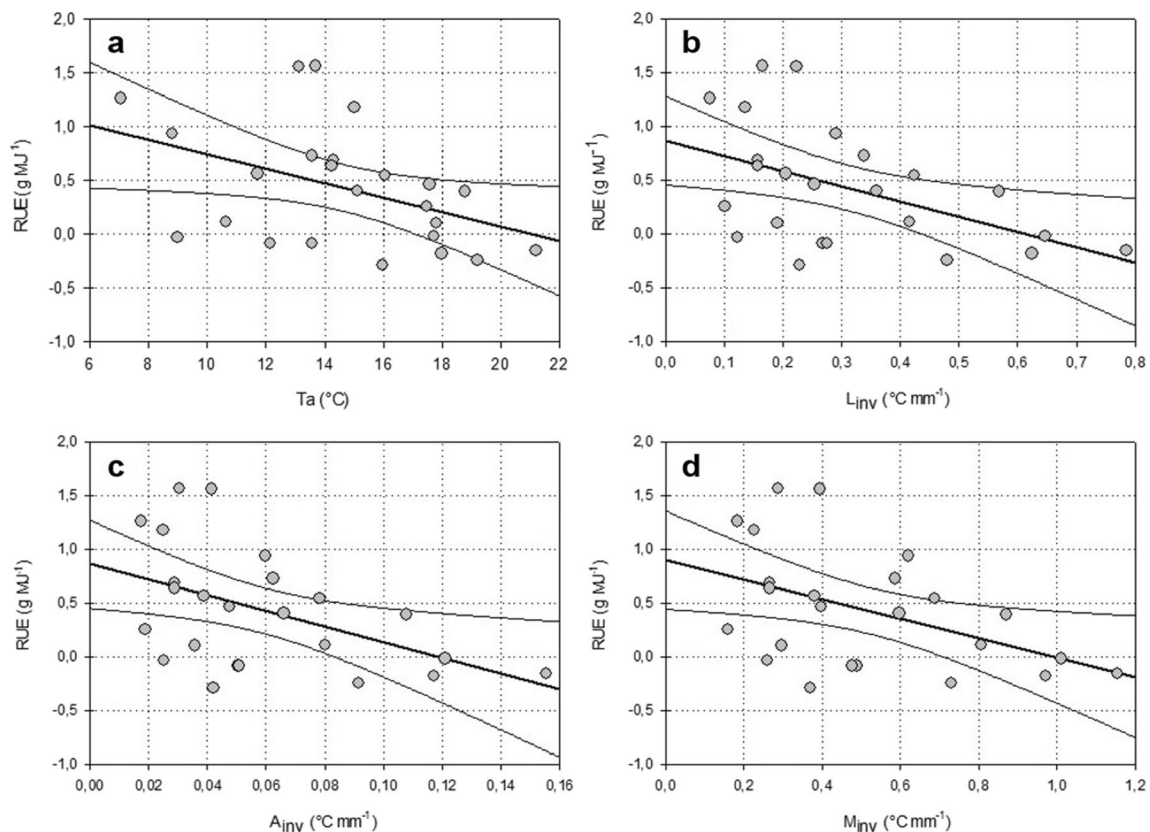 a
2,0
1,5
1,0
0,5
0,0
-0,5
-1,0
RUE (g MJ⁻¹)
6 8 10 12 14 16 18 20 22
Ta (°C)
b
2,0
1,5
1,0
0,5
0,0
-0,5
-1,0
RUE (g MJ⁻¹)
0,0 0,1 0,2 0,3 0,4 0,5 0,6 0,7 0,8
Linv (°C mm⁻¹)
c
2,0
1,5
1,0
0,5
0,0
-0,5
-1,0
RUE (g MJ⁻¹)
0,00 0,02 0,04 0,06 0,08 0,10 0,12 0,14 0,16
Ainv (°C mm⁻¹)
d
2,0
1,5
1,0
0,5
0,0
-0,5
-1,0
RUE (g MJ⁻¹)
0,0 0,2 0,4 0,6 0,8 1,0 1,2
Minv (°C mm⁻¹)